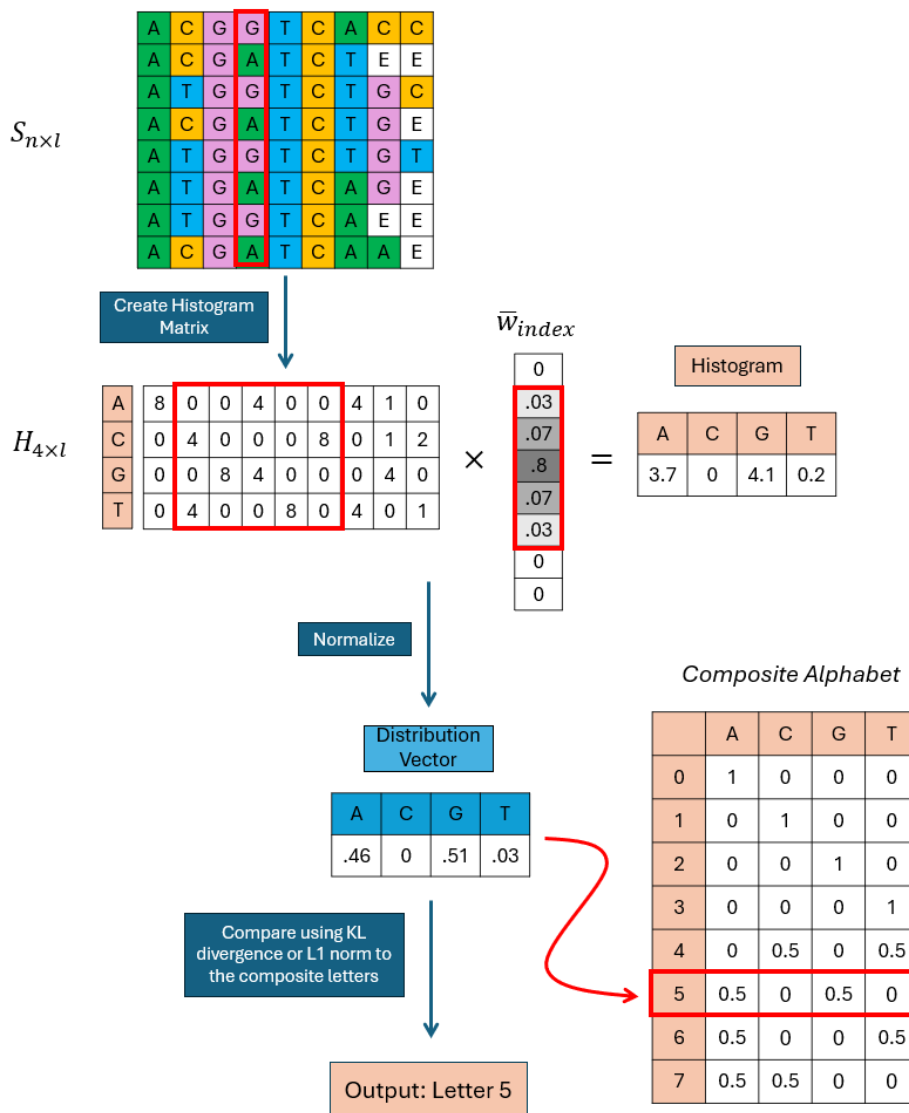 A C G G T C A C C
A C G A T C T E E
A T G G T C T G C
S_{n×l}
A C G A T C T G E
A T G G T C T G T
A T G A T C A G E
A T G G T C A E E
A C G A T C A A E
Create Histogram
Matrix
w̅_{index}
Histogram
H_{4×l}
A 8 0 0 4 0 0 4 1 0
C 0 4 0 0 0 8 0 1 2
G 0 0 8 4 0 0 0 4 0
T 0 4 0 0 8 0 4 0 1
×
0
.03
.07
.8
.07
.03
0
0
=
A C G T
3.7 0 4.1 0.2
Normalize
Distribution
Vector
A C G T
.46 0 .51 .03
Compare using KL
divergence or L1 norm to
the composite letters
Output: Letter 5
Composite Alphabet
A C G T
0 1 0 0 0
1 0 1 0 0
2 0 0 1 0
3 0 0 0 1
4 0 0.5 0 0.5
5 0.5 0 0.5 0
6 0.5 0 0 0.5
7 0.5 0.5 0 0